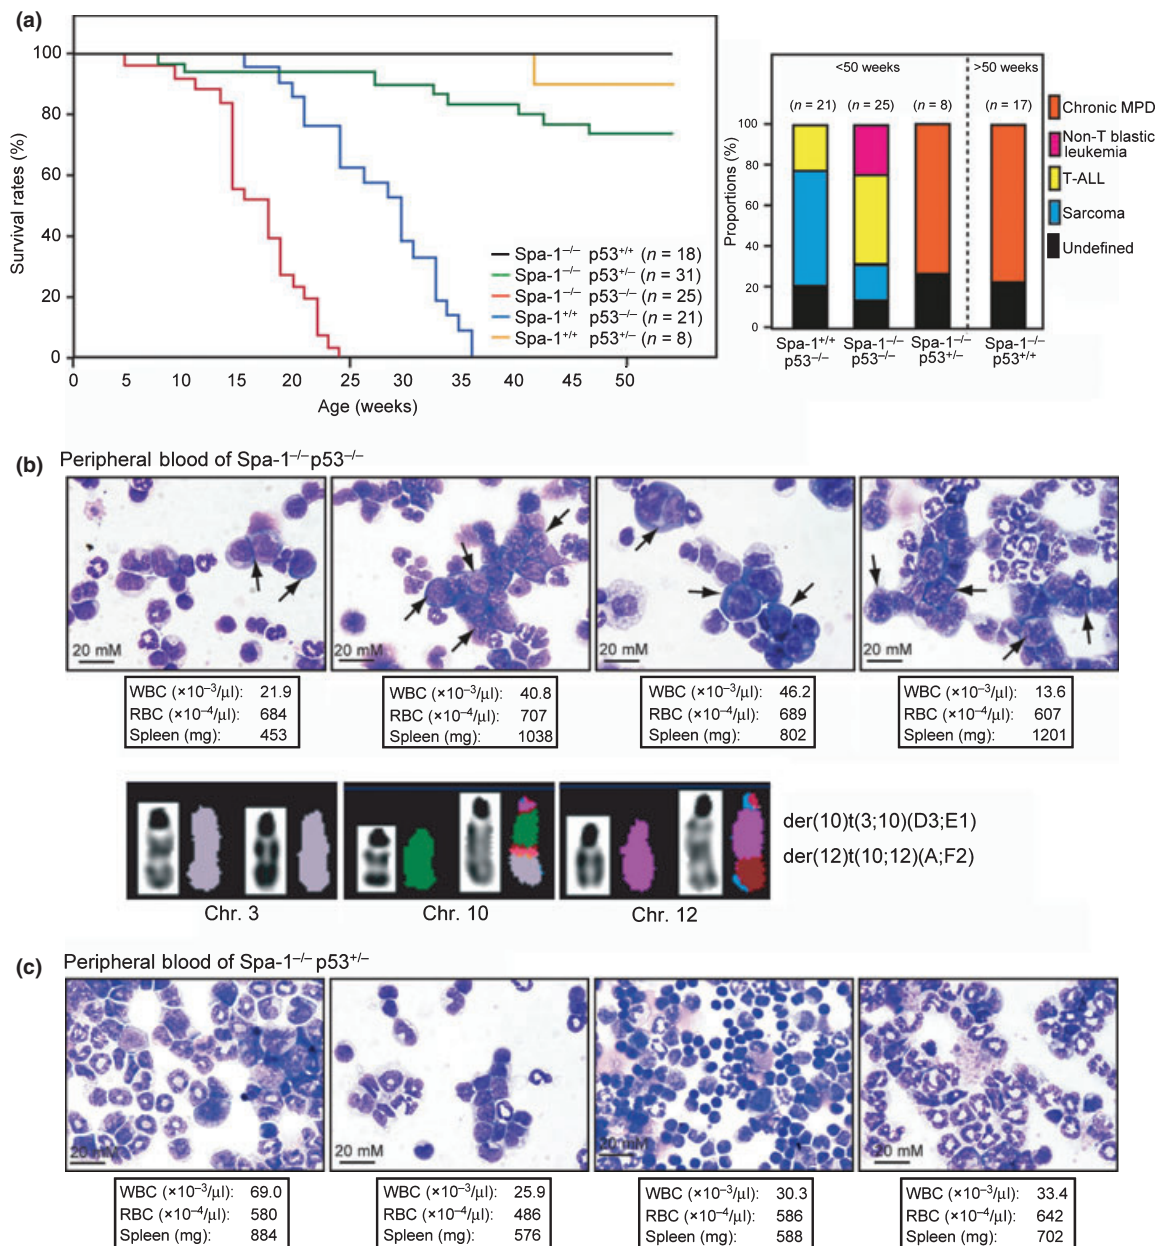 (a)
100
80
60
40
20
0
Survival rates (%)
0 5 10 15 20 25 30 35 40 45 50
Age (weeks)
Spa-1–/– p53+/+ (n = 18)
Spa-1–/– p53+/– (n = 31)
Spa-1–/– p53–/– (n = 25)
Spa-1+/+ p53–/– (n = 21)
Spa-1+/+ p53+/– (n = 8)
<50 weeks >50 weeks
(n = 21) (n = 25) (n = 8) (n = 17)
100
80
60
40
20
0
Proportions (%)
Spa-1+/+ Spa-1–/– Spa-1–/– Spa-1–/–
p53–/– p53–/– p53+/– p53+/+
Chronic MPD
Non-T blastic
leukemia
T-ALL
Sarcoma
Undefined
(b) Peripheral blood of Spa-1–/–p53–/–
20 mM 20 mM 20 mM 20 mM
WBC (×10–3/µl): 21.9
RBC (×10–4/µl): 684
Spleen (mg): 453
WBC (×10–3/µl): 40.8
RBC (×10–4/µl): 707
Spleen (mg): 1038
WBC (×10–3/µl): 46.2
RBC (×10–4/µl): 689
Spleen (mg): 802
WBC (×10–3/µl): 13.6
RBC (×10–4/µl): 607
Spleen (mg): 1201
der(10)t(3;10)(D3;E1)
der(12)t(10;12)(A;F2)
Chr. 3 Chr. 10 Chr. 12
(c) Peripheral blood of Spa-1–/– p53+/–
20 mM 20 mM 20 mM 20 mM
WBC (×10–3/µl): 69.0
RBC (×10–4/µl): 580
Spleen (mg): 884
WBC (×10–3/µl): 25.9
RBC (×10–4/µl): 486
Spleen (mg): 576
WBC (×10–3/µl): 30.3
RBC (×10–4/µl): 586
Spleen (mg): 588
WBC (×10–3/µl): 33.4
RBC (×10–4/µl): 642
Spleen (mg): 702